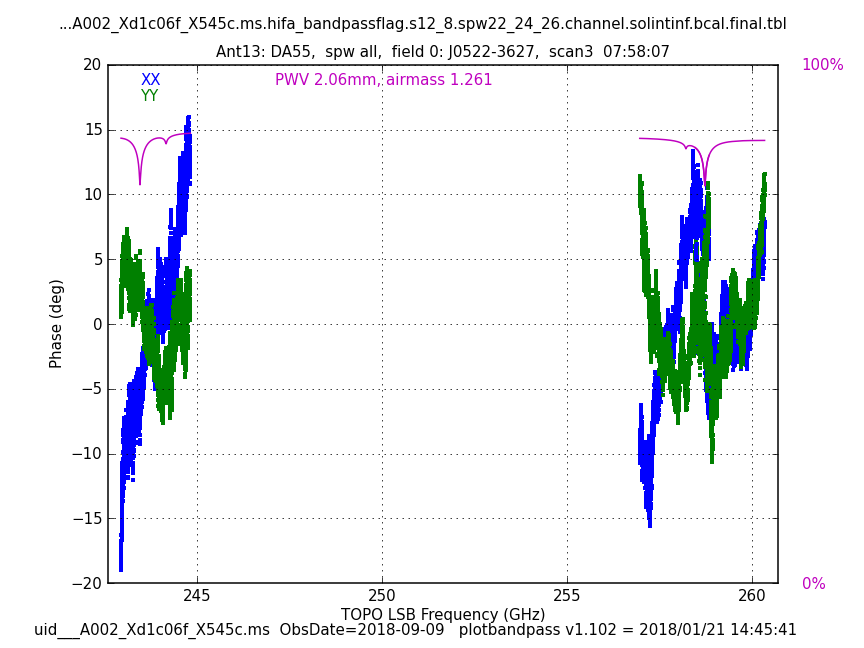 ...A002_Xd1c06f_X545c.ms.hifa_bandpassflag.s12_8.spw22_24_26.channel.solintinf.bcal.final.tbl
Ant13: DA55,  spw all,  field 0: J0522-3627,  scan3  07:58:07
20
100%
XX
PWV 2.06mm, airmass 1.261
YY
15
10
5
0
Phase (deg)
−5
−10
−15
−20
0%
245
250
255
260
TOPO LSB Frequency (GHz)
uid___A002_Xd1c06f_X545c.ms  ObsDate=2018-09-09   plotbandpass v1.102 = 2018/01/21 14:45:41